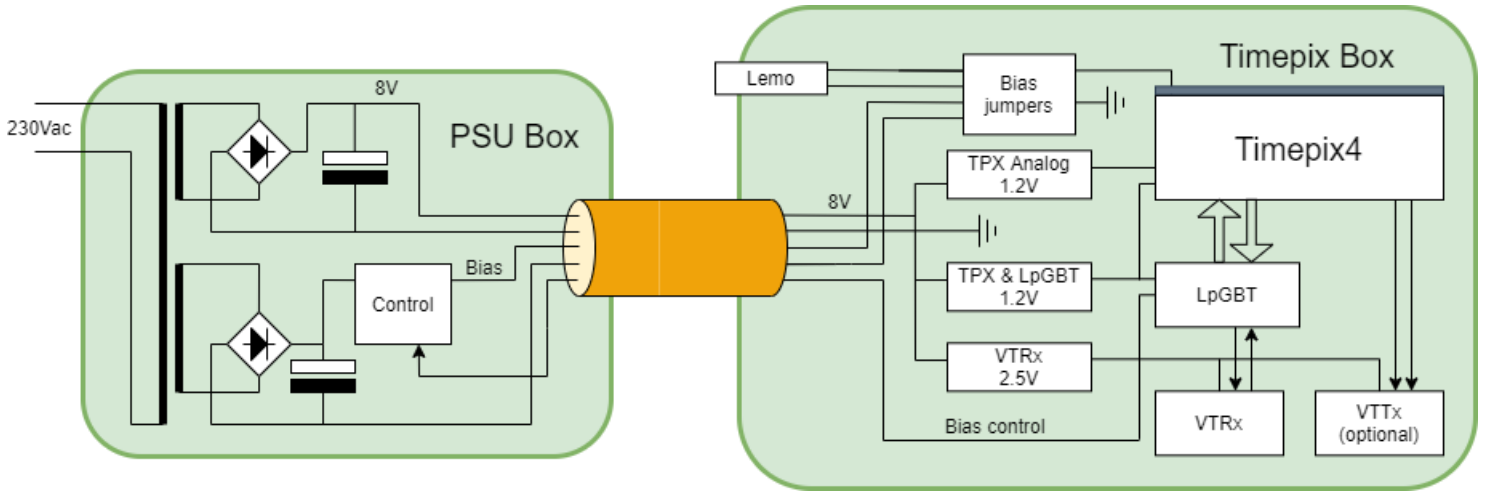 230Vac
8V
PSU Box
Bias
Control
Timepix Box
Lemo
Bias
jumpers
Timepix4
TPX Analog
1.2V
8V
TPX & LpGBT
1.2V
LpGBT
VTRx
2.5V
Bias control
VTRx
VTTx
(optional)